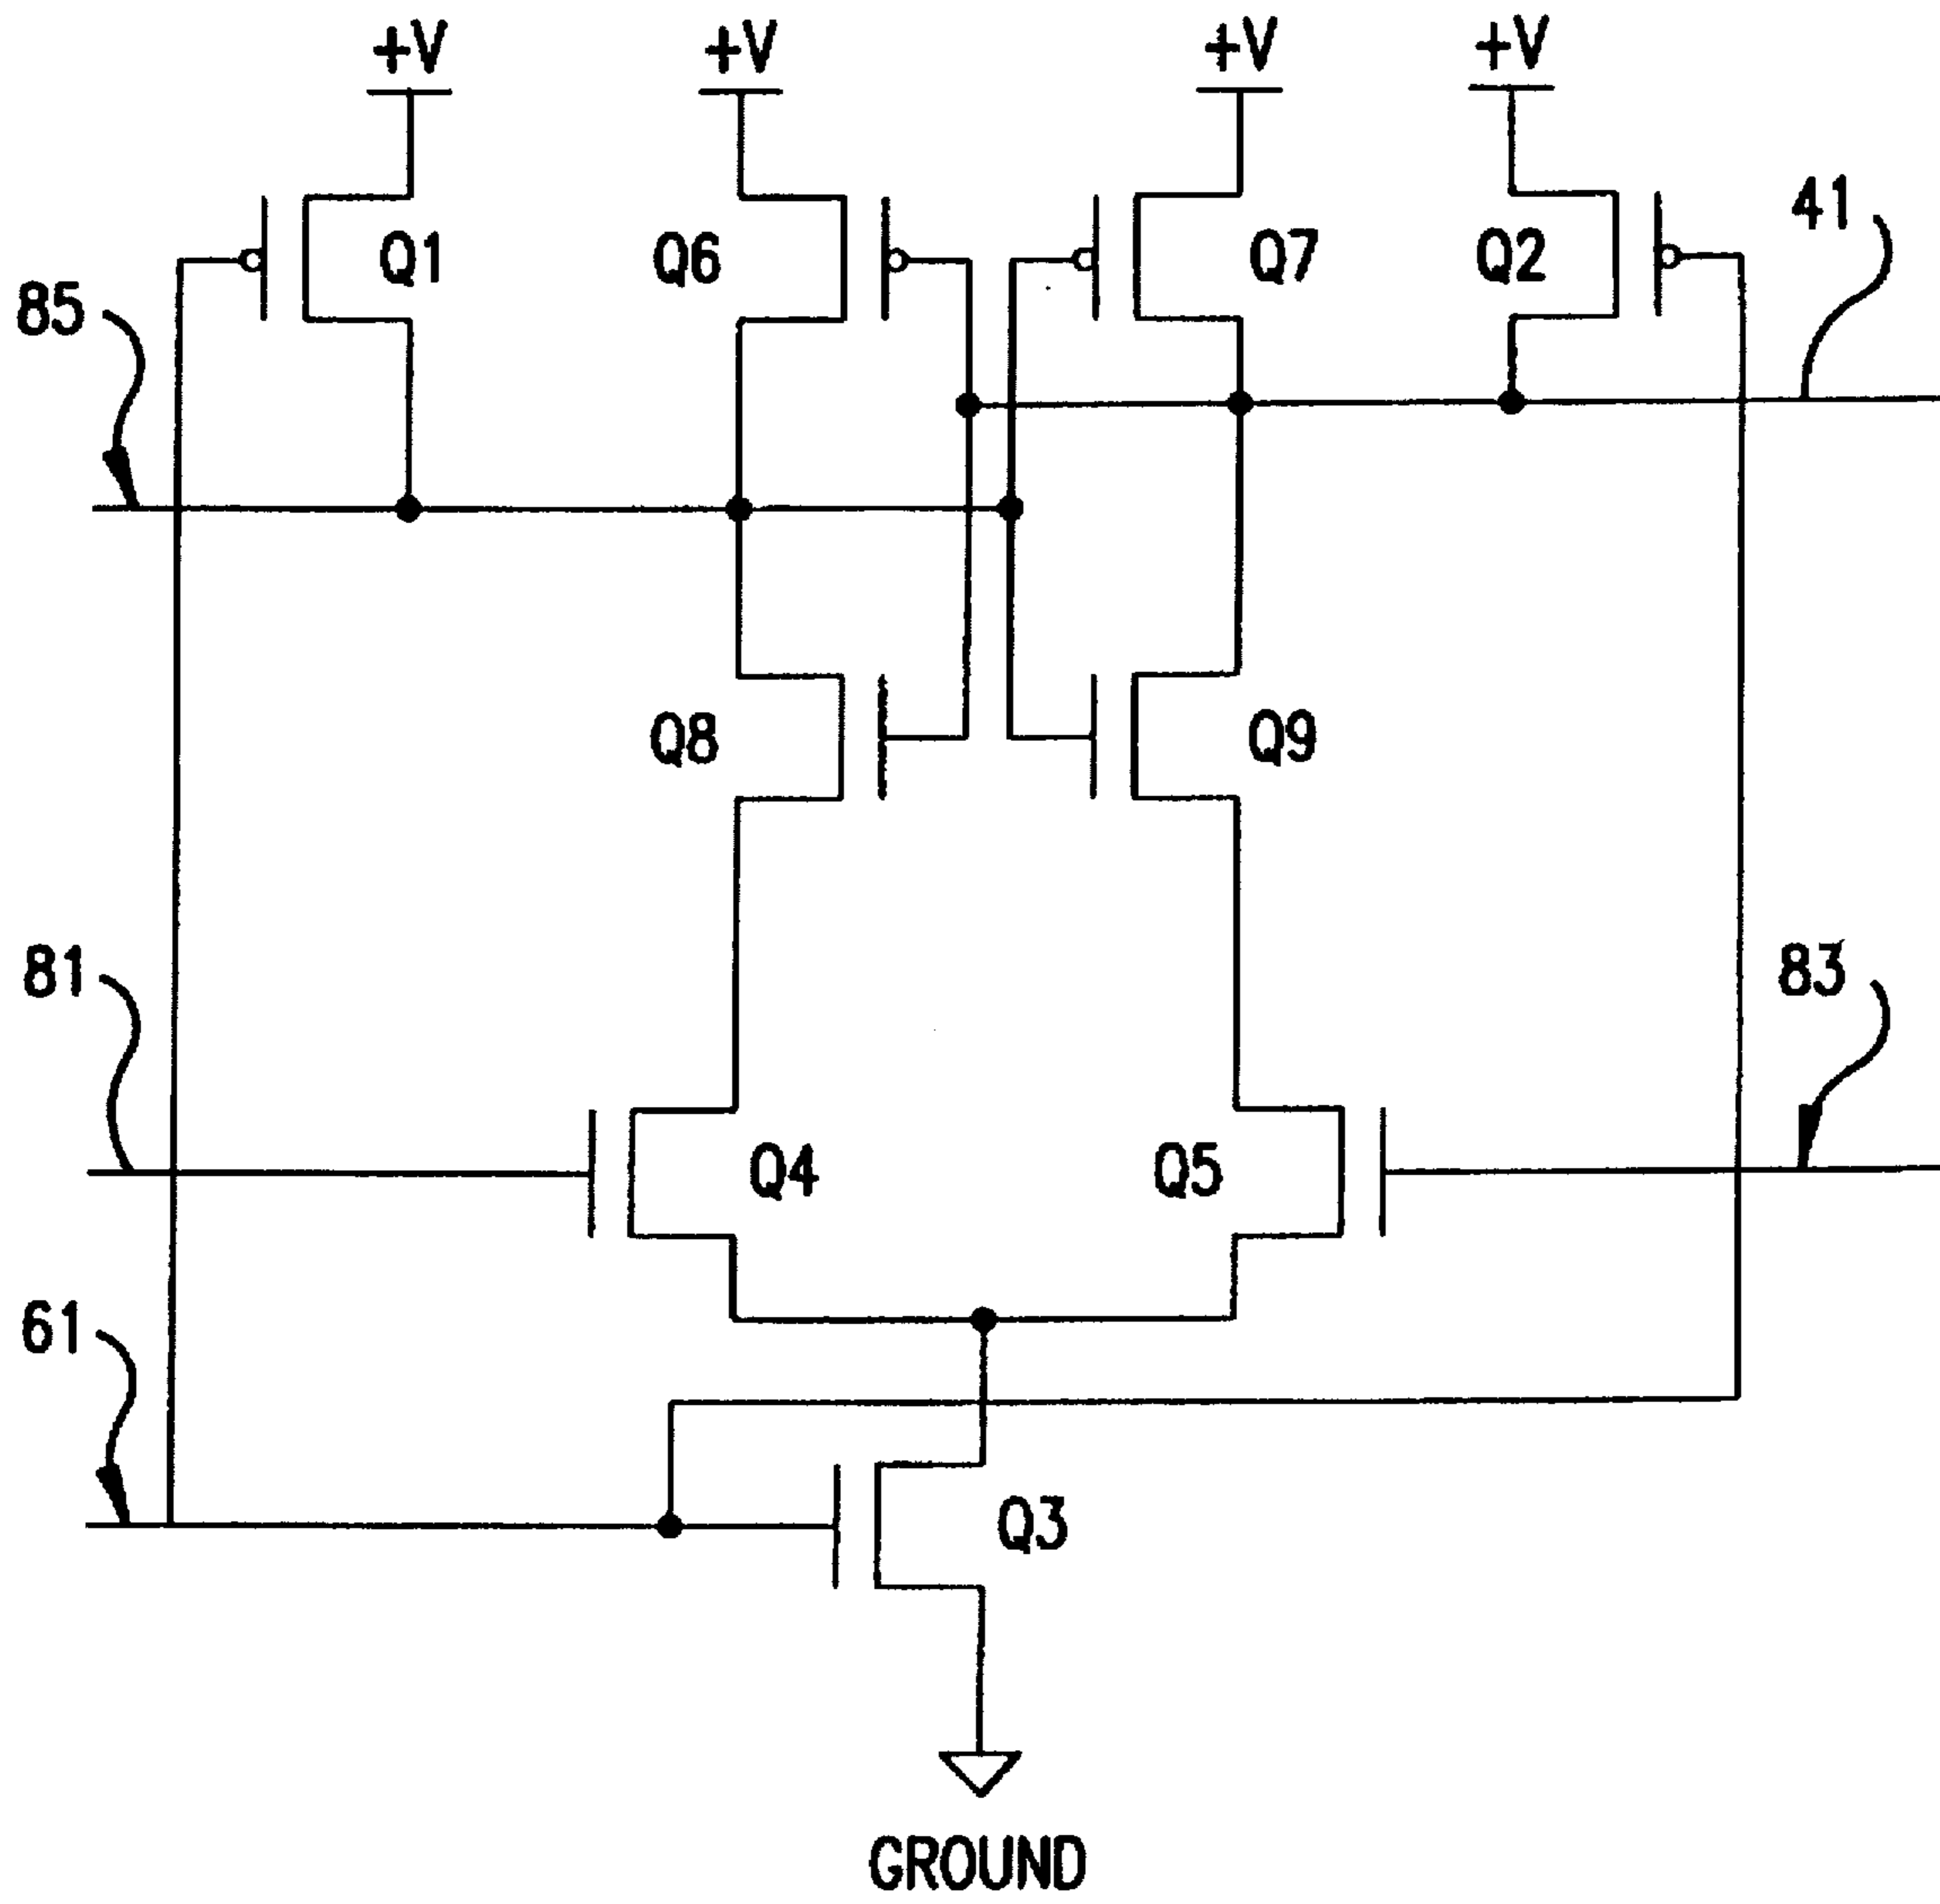 +V +V +V +V
Q1 Q6 Q7 Q2 41
85
Q8 Q9
81 83
Q4 Q5
61
Q3
GROUND